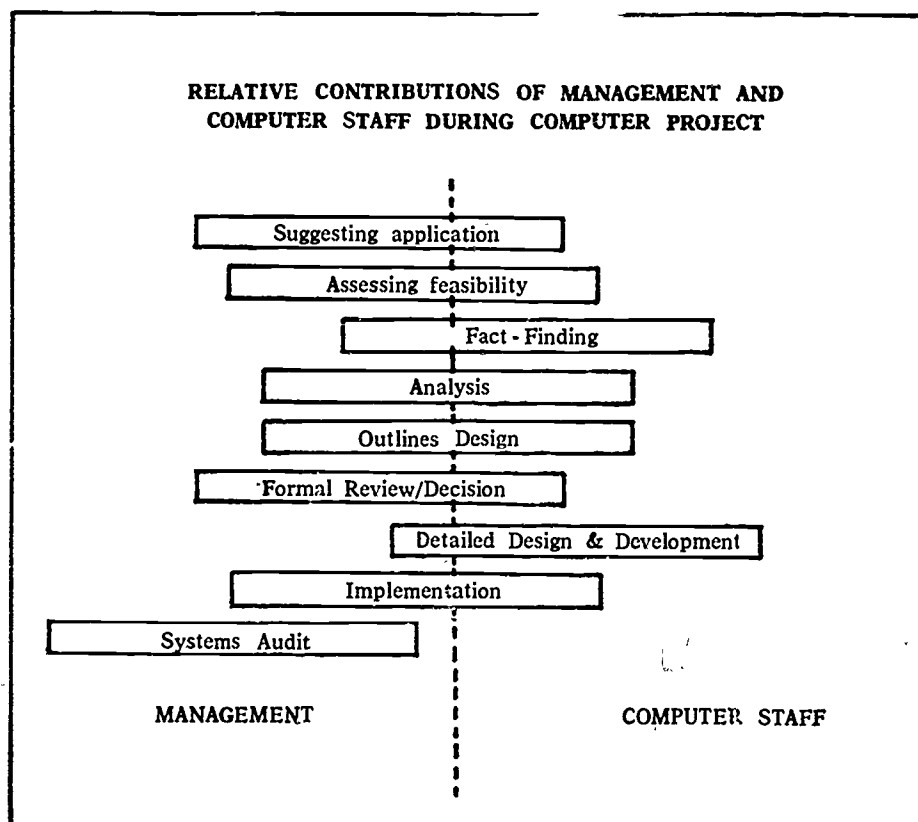 RELATIVE CONTRIBUTIONS OF MANAGEMENT AND
COMPUTER STAFF DURING COMPUTER PROJECT
Suggesting application
Assessing feasibility
Fact - Finding
Analysis
Outlines Design
Formal Review/Decision
Detailed Design & Development
Implementation
Systems Audit
MANAGEMENT
COMPUTER STAFF